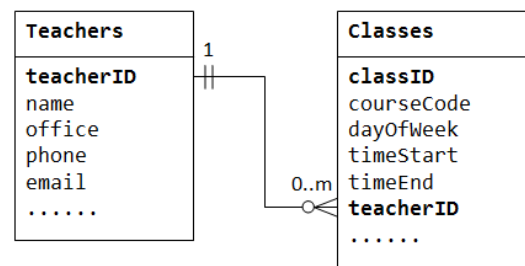 Teachers
teacherID
name
office
phone
email
......
1
0..m
Classes
classID
courseCode
dayOfWeek
timeStart
timeEnd
teacherID
......